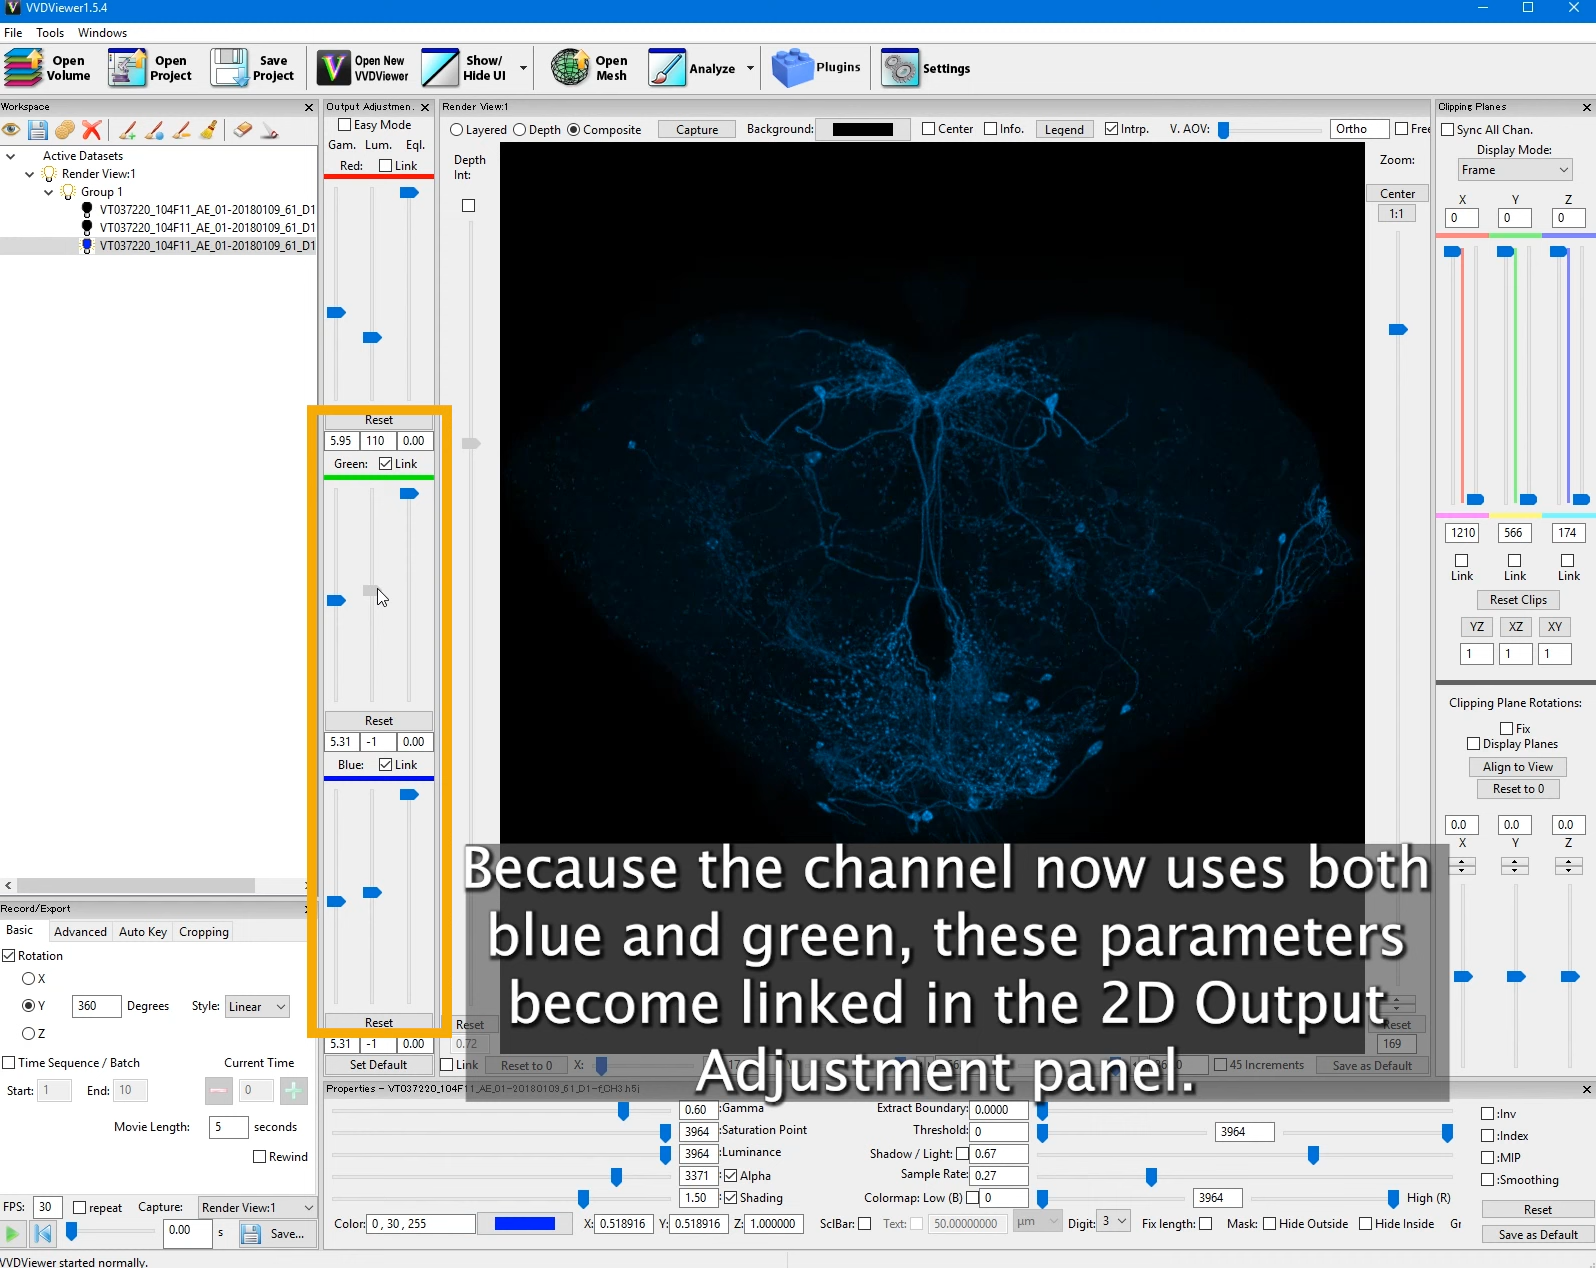 VVDViewer1.5.4
File Tools Windows
Open Volume
Open Project
Save Project
Open New VVDViewer
Show/ Hide UI
Open Mesh
Analyze
Plugins
Settings
Workspace
Active Datasets
Render View:1
Group 1
VT037220_104F11_AE_01-20180109_61_D1
VT037220_104F11_AE_01-20180109_61_D1
VT037220_104F11_AE_01-20180109_61_D1
Output Adjustmen.
Easy Mode
Gam. Lum. Eql.
Red: Link
Reset
5.95 110 0.00
Green: Link
Reset
5.31 -1 0.00
Blue: Link
Reset
5.31 -1 0.00
Set Default
Render View:1
Layered Depth Composite Capture Background: Center Info. Legend Intrp. V. AOV: Ortho Free
Depth
Int:
Reset
0.72
Zoom:
Center
1:1
Reset
169
Link Reset to 0 X: 45 Increments Save as Default
Because the channel now uses both
blue and green, these parameters
become linked in the 2D Output
Adjustment panel.
Clipping Planes
Sync All Chan.
Display Mode:
Frame
X Y Z
0 0 0
1210 566 174
Link Link Link
Reset Clips
YZ XZ XY
1 1 1
Clipping Plane Rotations:
Fix
Display Planes
Align to View
Reset to 0
0.0 0.0 0.0
X Y Z
Record/Export
Basic Advanced Auto Key Cropping
Rotation
X
Y 360 Degrees Style: Linear
Z
Time Sequence / Batch Current Time
Start: 1 End: 10 0
Movie Length: 5 seconds
Rewind
FPS: 30 repeat Capture: Render View:1
0.00 s Save...
VVDViewer started normally.
Properties - VT037220_104F11_AE_01-20180109_61_D1-f_CH3.h5j
0.60 :Gamma Extract Boundary: 0.0000
3964 :Saturation Point Threshold: 0 3964
3964 :Luminance Shadow / Light: 0.67
3371 : Alpha Sample Rate: 0.27
1.50 : Shading Colormap: Low (B) 0 3964 High (R)
Color: 0 , 30 , 255 X: 0.518916 Y: 0.518916 Z: 1.000000 SclBar: Text: 50.00000000 µm Digit: 3 Fix length: Mask: Hide Outside Hide Inside Gr
:Inv
:Index
:MIP
:Smoothing
Reset
Save as Default